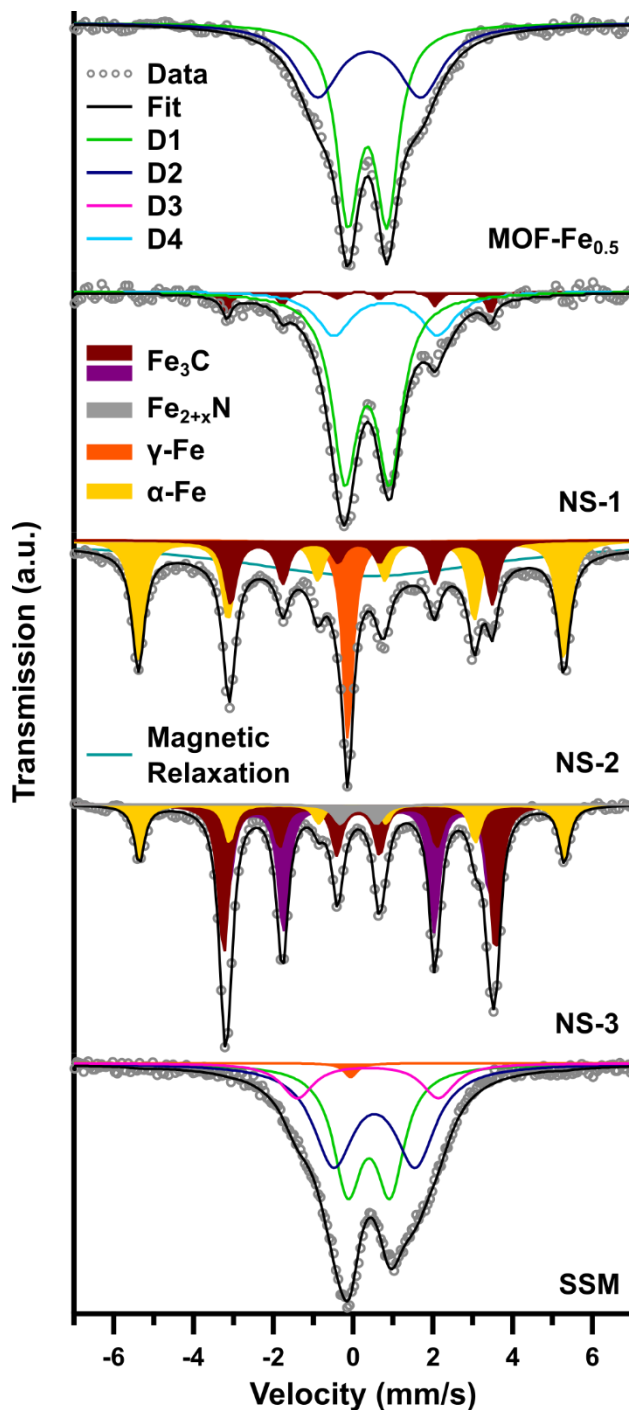 Data
Fit
D1
D2
D3
D4
MOF-Fe0.5
Fe3C
Fe2+xN
γ-Fe
α-Fe
NS-1
Magnetic
Relaxation
NS-2
NS-3
SSM
Transmission (a.u.)
-6 -4 -2 0 2 4 6
Velocity (mm/s)